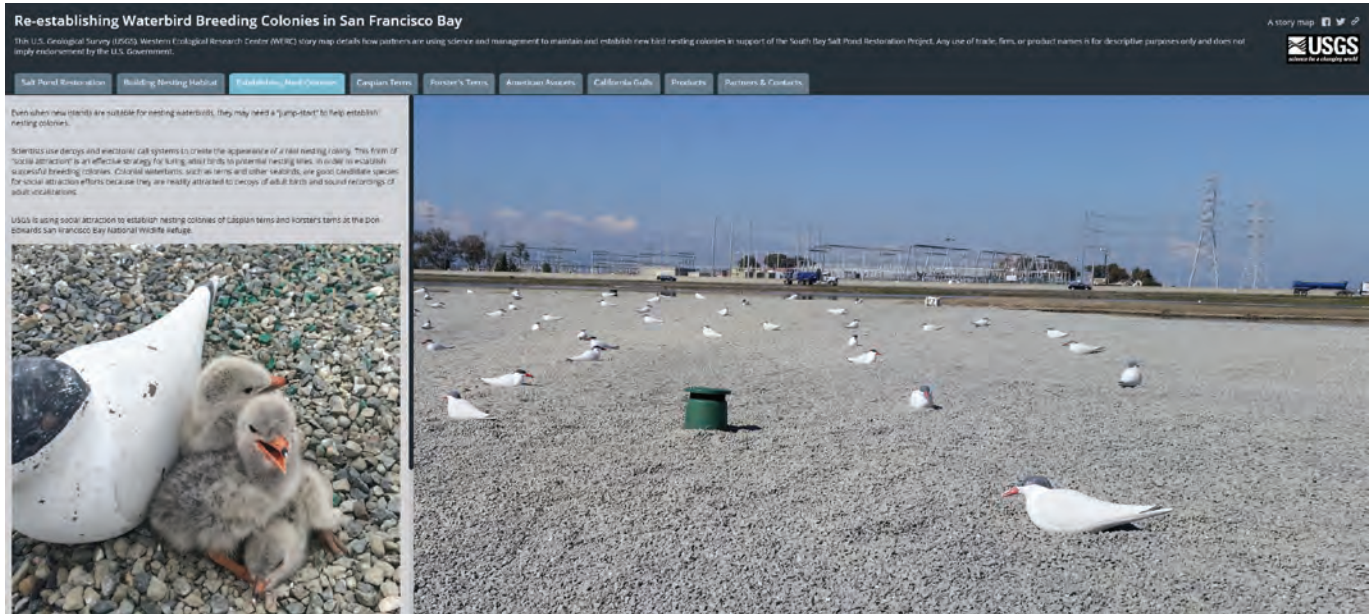 Re-establishing Waterbird Breeding Colonies in San Francisco Bay
A story map
This U.S. Geological Survey (USGS), Western Ecological Research Center (WERC) story map details how partners are using science and management to maintain and establish new bird nesting colonies in support of the South Bay Salt Pond Restoration Project. Any use of trade, firm, or product names is for descriptive purposes only and does not
imply endorsement by the U.S. Government.
USGS
science for a changing world
Salt Pond Restoration
Building Nesting Habitat
Establishing
Caspian Terns
Forster's Terns
American Avocets
California Gulls
Products
Partners & Contacts
Even when new islands are suitable for nesting waterbirds, they may need a "jump-start" to help establish
nesting colonies.
Scientists use decoys and electronic call systems to create the appearance of a real nesting colony. This form of
"social attraction" is an effective strategy for luring adult birds to potential nesting sites, in order to establish
successful breeding colonies. Colonial waterbirds, such as terns and other seabirds, are good candidate species
for social attraction efforts because they are readily attracted to decoys of adult birds and sound recordings of
adult vocalizations.
USGS is using social attraction to establish nesting colonies of Caspian terns and Forster's terns at the Don
Edwards San Francisco Bay National Wildlife Refuge.